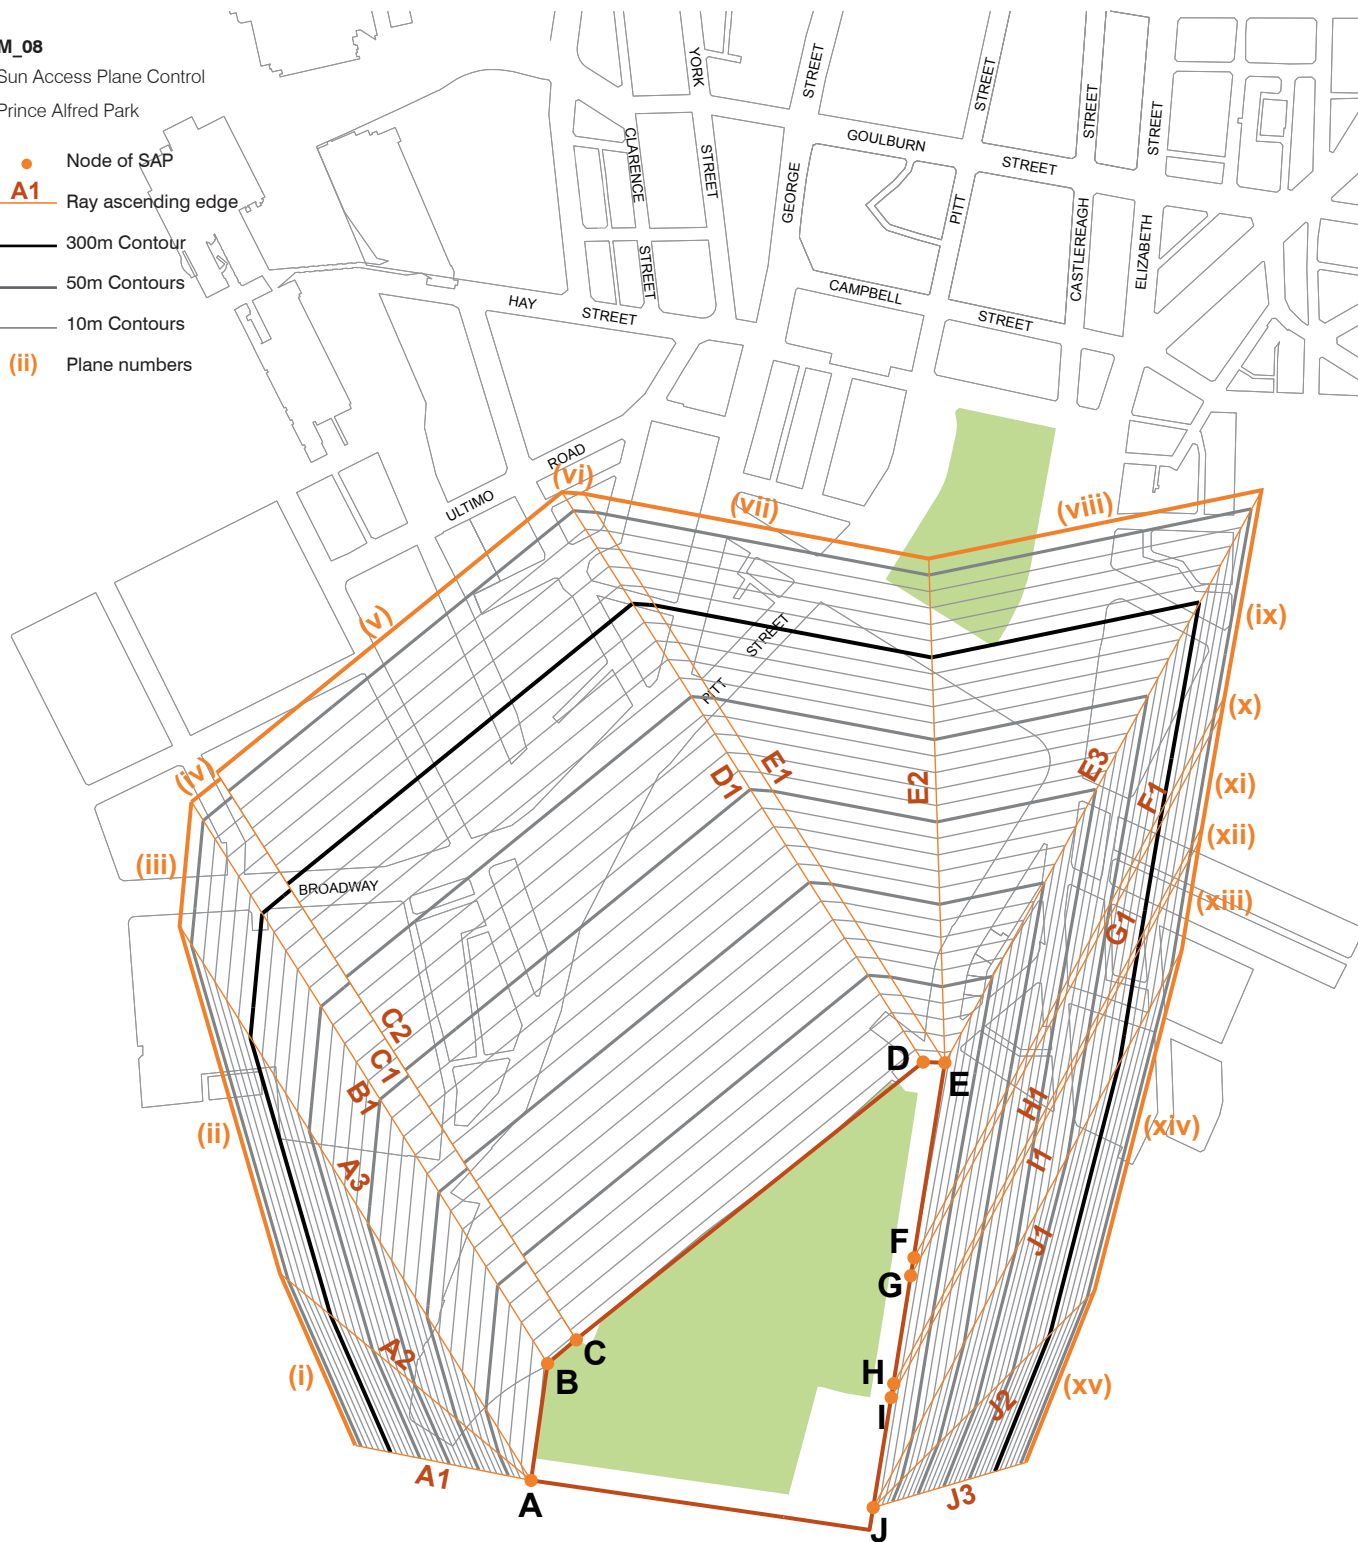 M_08
Sun Access Plane Control
Prince Alfred Park
Node of SAP
A1
Ray ascending edge
300m Contour
50m Contours
10m Contours
(ii)
Plane numbers
YORK
STREET
STREET
STREET
STREET
CLARENCE
STREET
STREET
GEORGE
GOULBURN
STREET
PITT
CASTLEREAGH
ELIZABETH
HAY
STREET
CAMPBELL
STREET
ROAD
ULTIMO
(vi)
(vii)
(viii)
(v)
(ix)
STREET
PITT
(x)
(iv)
D1
E1
E2
E3
F1
(xi)
(xii)
(iii)
BROADWAY
(xiii)
G1
C2
C1
B1
D
E
H1
(ii)
(xiv)
A3
I1
J1
F
G
A2
C
B
H
I
(i)
J2
(xv)
A1
A
J3
J